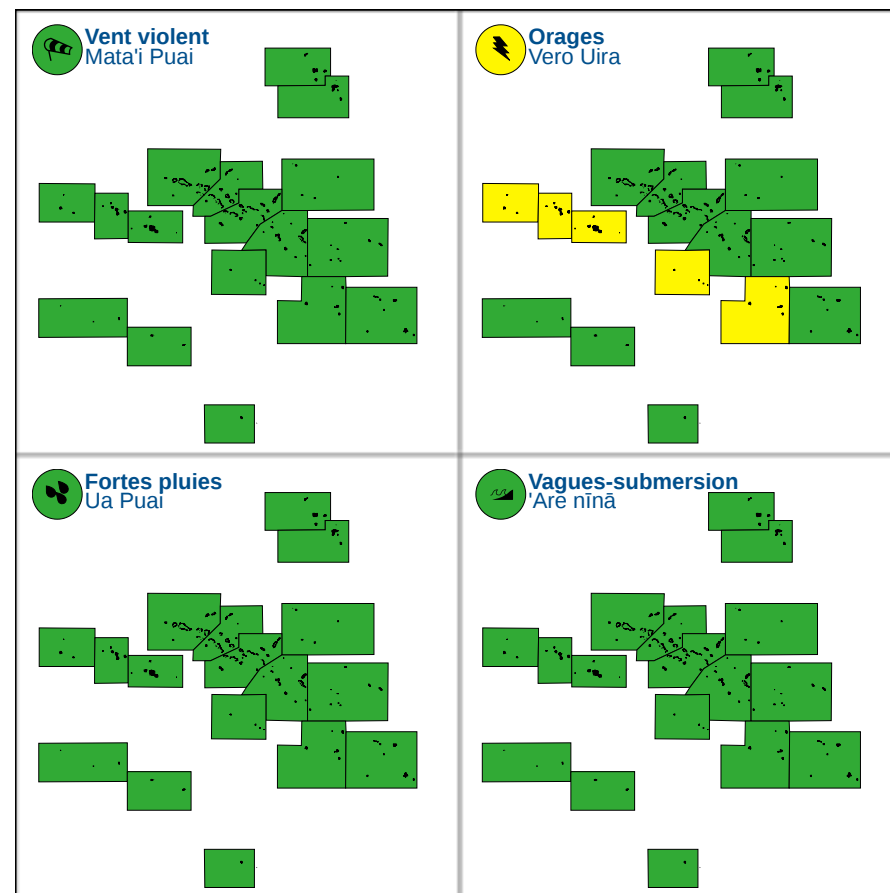 Vent violent
Mata'i Puai
Orages
Vero Uira
Fortes pluies
Ua Puai
Vagues-submersion
'Are nīnā